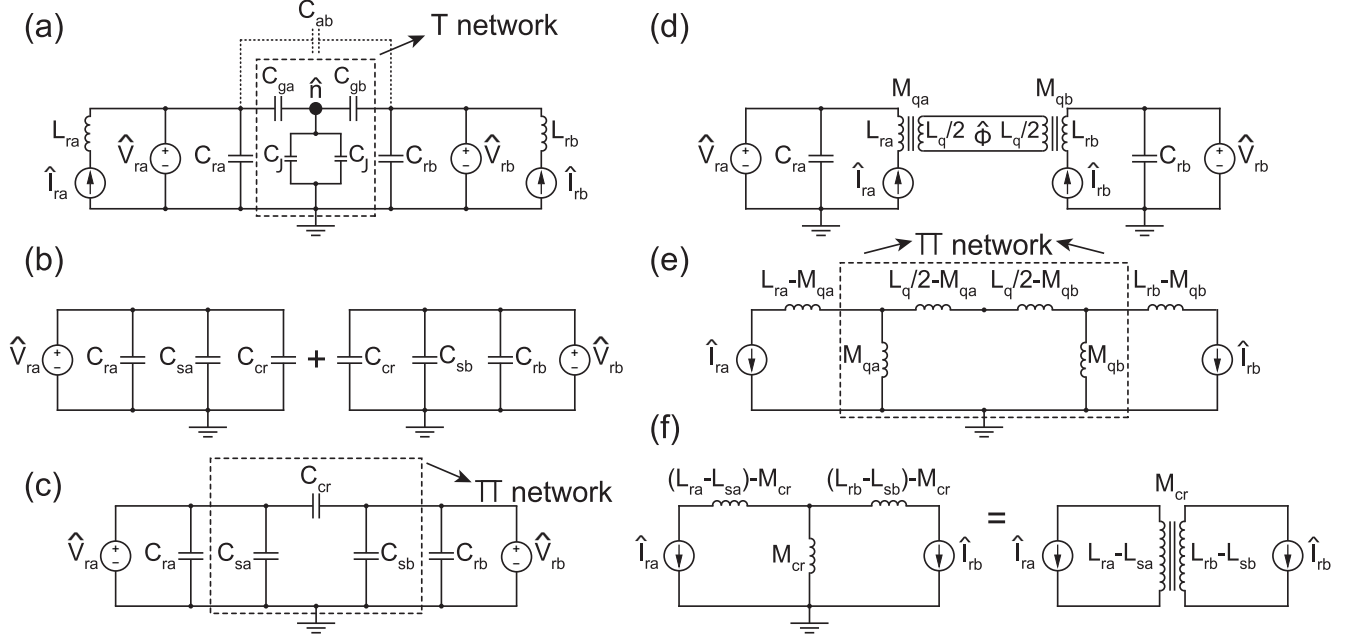 (a)
C_ab
T network
C_ga n̂ C_gb
L_ra V̂_ra C_ra C_J C_J C_rb V̂_rb L_rb
Î_ra Î_rb
(b)
V̂_ra C_ra C_sa C_cr + C_cr C_sb C_rb V̂_rb
(c)
C_cr
Π network
V̂_ra C_ra C_sa C_sb C_rb V̂_rb
(d)
M_qa M_qb
V̂_ra C_ra L_ra L_q/2 Φ̂ L_q/2 L_rb C_rb V̂_rb
Î_ra Î_rb
Π network
(e)
L_ra-M_qa L_q/2-M_qa L_q/2-M_qb L_rb-M_qb
Î_ra M_qa M_qb Î_rb
(f)
(L_ra-L_sa)-M_cr (L_rb-L_sb)-M_cr
= M_cr
Î_ra M_cr Î_rb Î_ra L_ra-L_sa L_rb-L_sb Î_rb